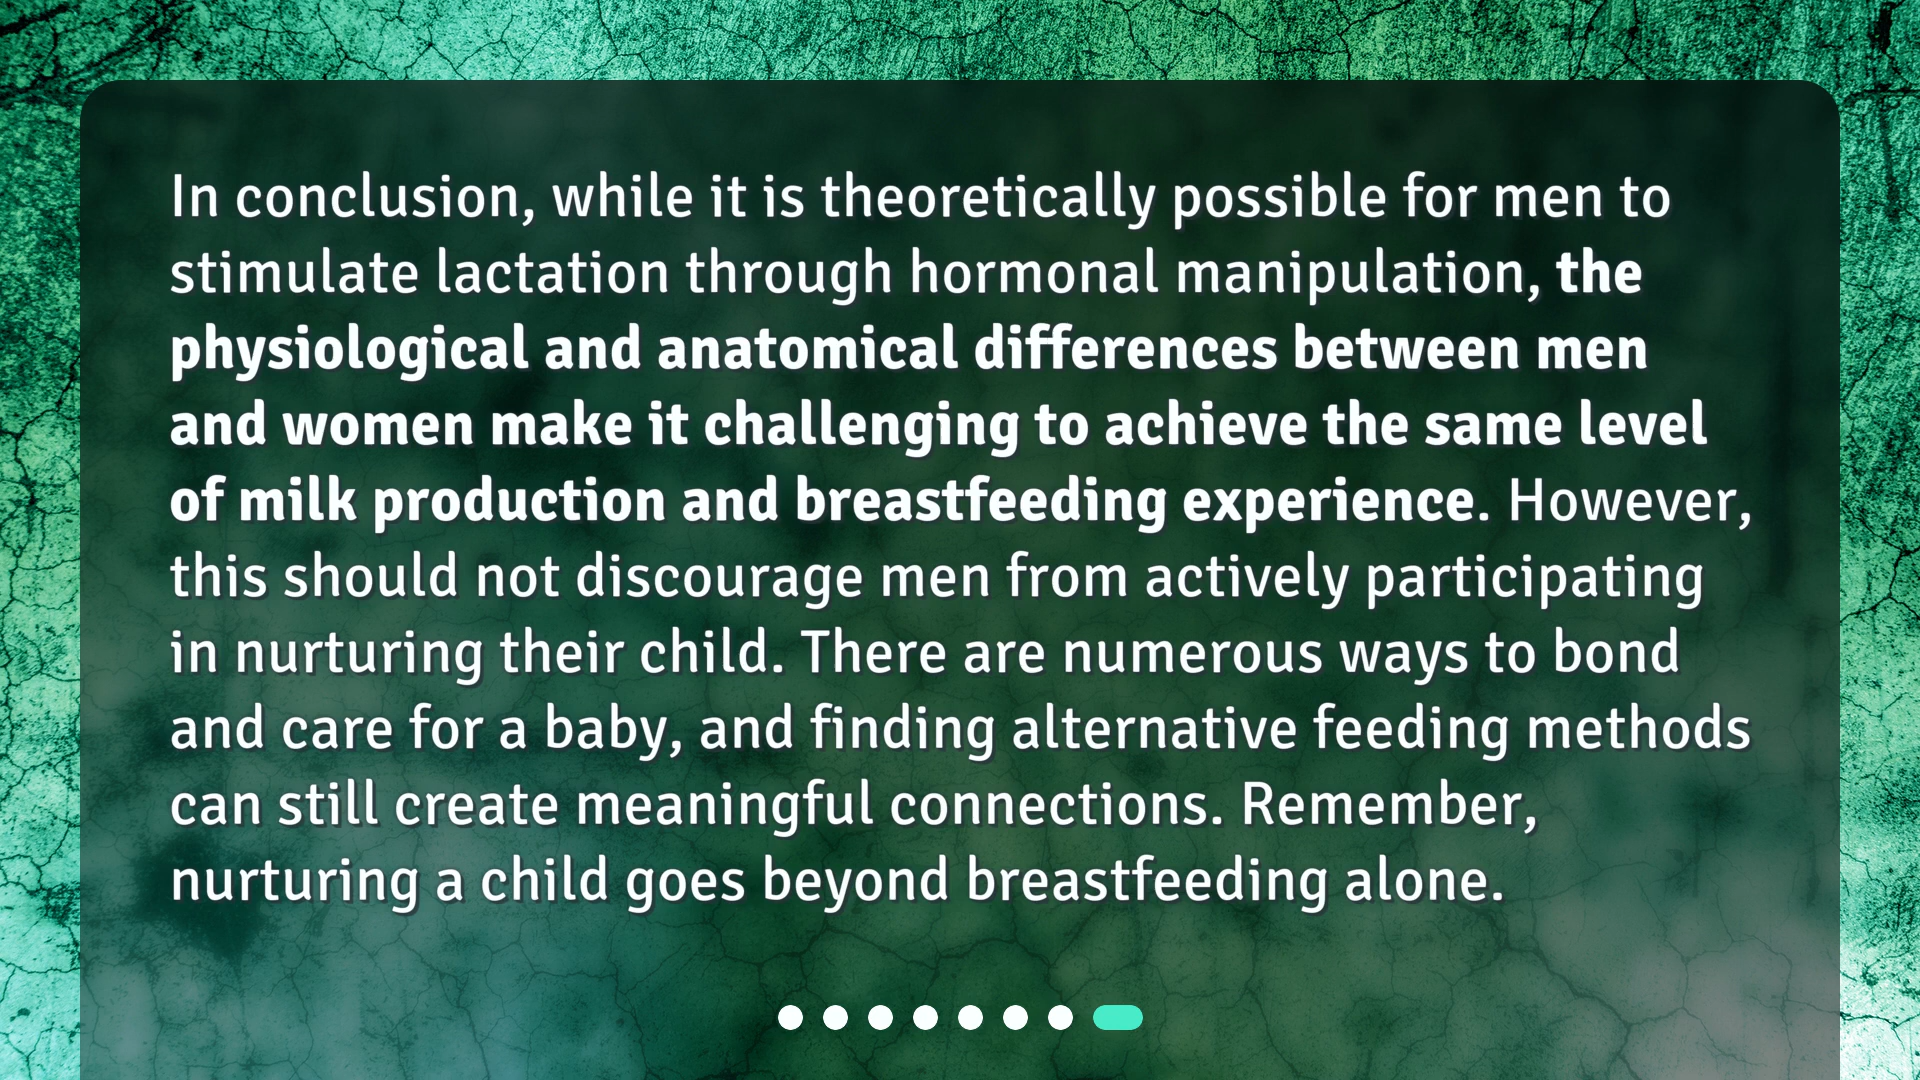 In conclusion, while it is theoretically possible for men to
stimulate lactation through hormonal manipulation, the
physiological and anatomical differences between men
and women make it challenging to achieve the same level
of milk production and breastfeeding experience. However,
this should not discourage men from actively participating
in nurturing their child. There are numerous ways to bond
and care for a baby, and finding alternative feeding methods
can still create meaningful connections. Remember,
nurturing a child goes beyond breastfeeding alone.